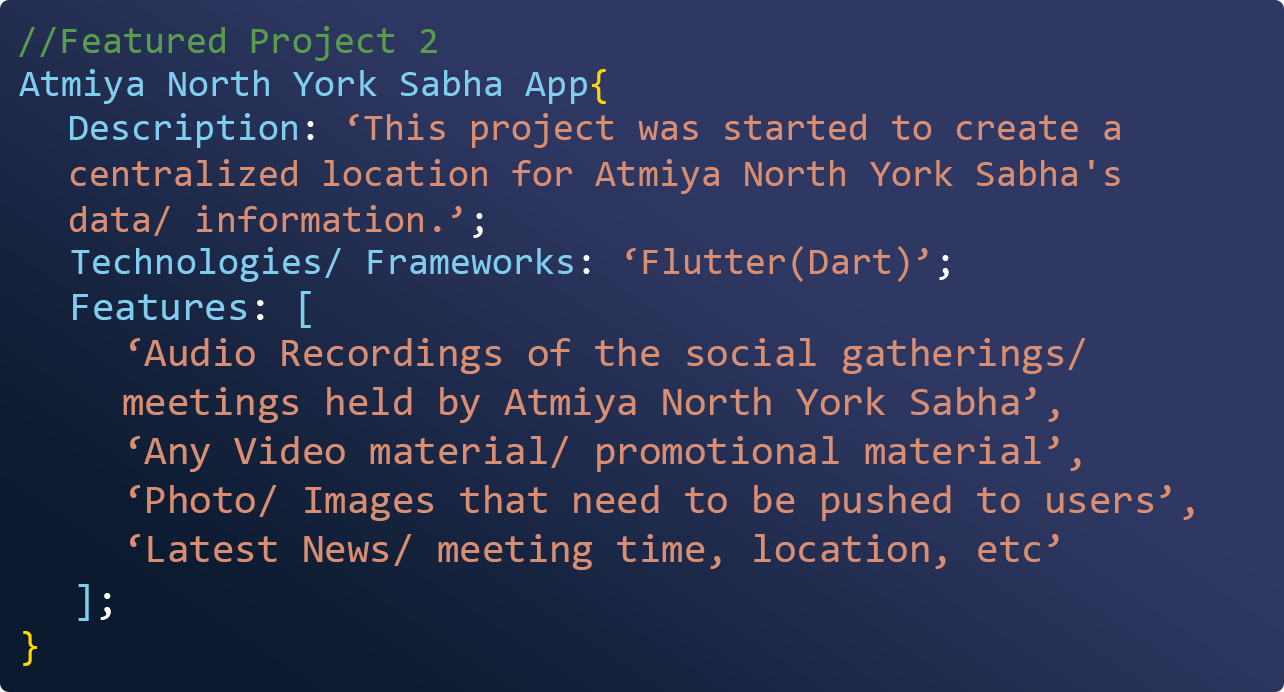 //Featured Project 2
Atmiya North York Sabha App{
Description: ‘This project was started to create a
centralized location for Atmiya North York Sabha's
data/ information.’;
Technologies/ Frameworks: ‘Flutter(Dart)’;
Features: [
‘Audio Recordings of the social gatherings/
meetings held by Atmiya North York Sabha’,
‘Any Video material/ promotional material’,
‘Photo/ Images that need to be pushed to users’,
‘Latest News/ meeting time, location, etc’
];
}